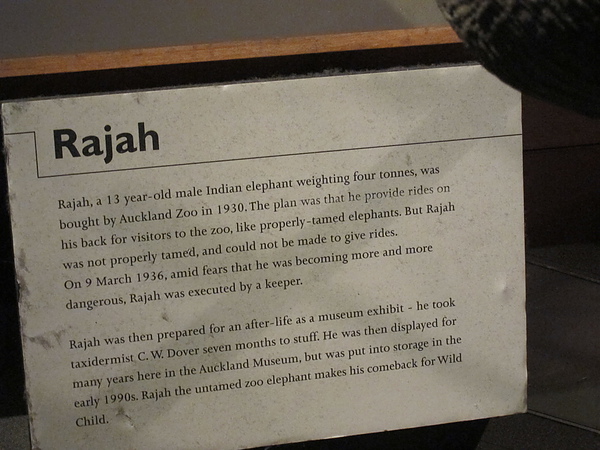 Rajah
Rajah, a 13 year-old male Indian elephant weighting four tonnes, was
bought by Auckland Zoo in 1930. The plan was that he provide rides on
his back for visitors to the zoo, like properly-tamed elephants. But Rajah
was not properly tamed, and could not be made to give rides.
On 9 March 1936, amid fears that he was becoming more and more
dangerous, Rajah was executed by a keeper.
Rajah was then prepared for an after-life as a museum exhibit - he took
taxidermist C. W. Dover seven months to stuff. He was then displayed for
many years here in the Auckland Museum, but was put into storage in the
early 1990s. Rajah the untamed zoo elephant makes his comeback for Wild
Child.